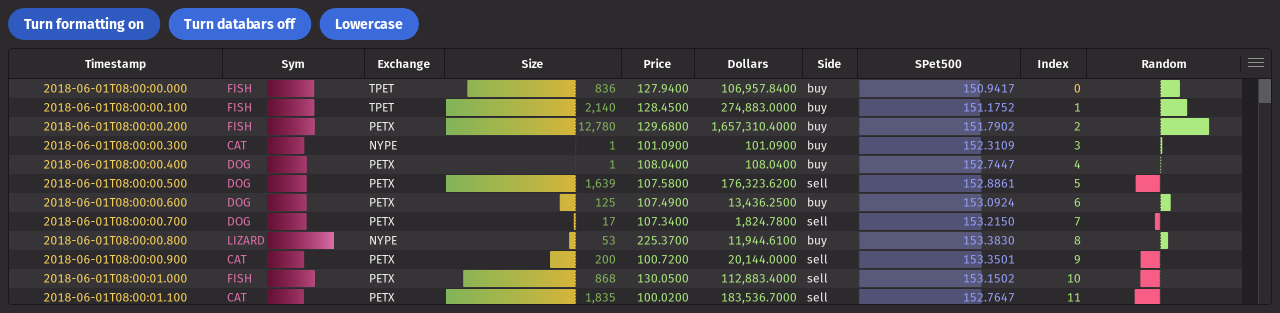 Turn formatting on Turn databars off Lowercase
Timestamp Sym Exchange Size Price Dollars Side SPet500 Index Random
2018-06-01T08:00:00.000 FISH TPET 836 127.9400 106,957.8400 buy 150.9417 0
2018-06-01T08:00:00.100 FISH TPET 2,140 128.4500 274,883.0000 buy 151.1752 1
2018-06-01T08:00:00.200 FISH PETX 12,780 129.6800 1,657,310.4000 buy 151.7902 2
2018-06-01T08:00:00.300 CAT NYPE 1 101.0900 101.0900 buy 152.3109 3
2018-06-01T08:00:00.400 DOG PETX 1 108.0400 108.0400 buy 152.7447 4
2018-06-01T08:00:00.500 DOG PETX 1,639 107.5800 176,323.6200 sell 152.8861 5
2018-06-01T08:00:00.600 DOG PETX 125 107.4900 13,436.2500 buy 153.0924 6
2018-06-01T08:00:00.700 DOG PETX 17 107.3400 1,824.7800 sell 153.2150 7
2018-06-01T08:00:00.800 LIZARD NYPE 53 225.3700 11,944.6100 buy 153.3830 8
2018-06-01T08:00:00.900 CAT PETX 200 100.7200 20,144.0000 sell 153.3501 9
2018-06-01T08:00:01.000 FISH PETX 868 130.0500 112,883.4000 sell 153.1502 10
2018-06-01T08:00:01.100 CAT PETX 1,835 100.0200 183,536.7000 sell 152.7647 11